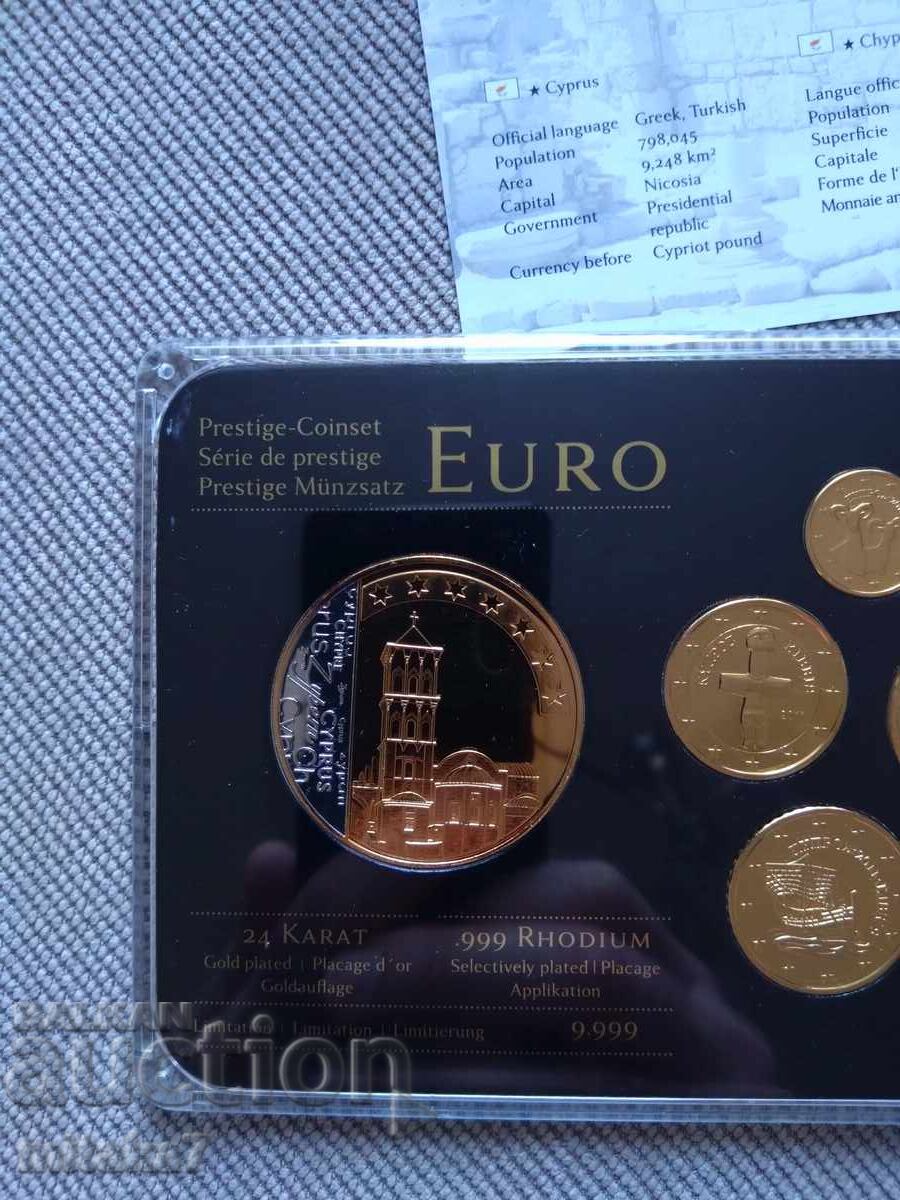 ★ Cyprus
Official language Greek, Turkish
Population 798,045
Area 9,248 km²
Capital Nicosia
Government Presidential
republic
Currency before Cypriot pound
★ Chyp
Langue offic
Population
Superficie
Capitale
Forme de l'
Monnaie an
Prestige-Coinset
Série de prestige
Prestige Münzsatz
EURO
CYPRUS
Ch
24 KARAT
Gold plated | Placage d´or
Goldauflage
.999 RHODIUM
Selectively plated | Placage
Applikation
Limitation | Limitation | Limitierung 9.999
BALKAN
auction
mitaka7